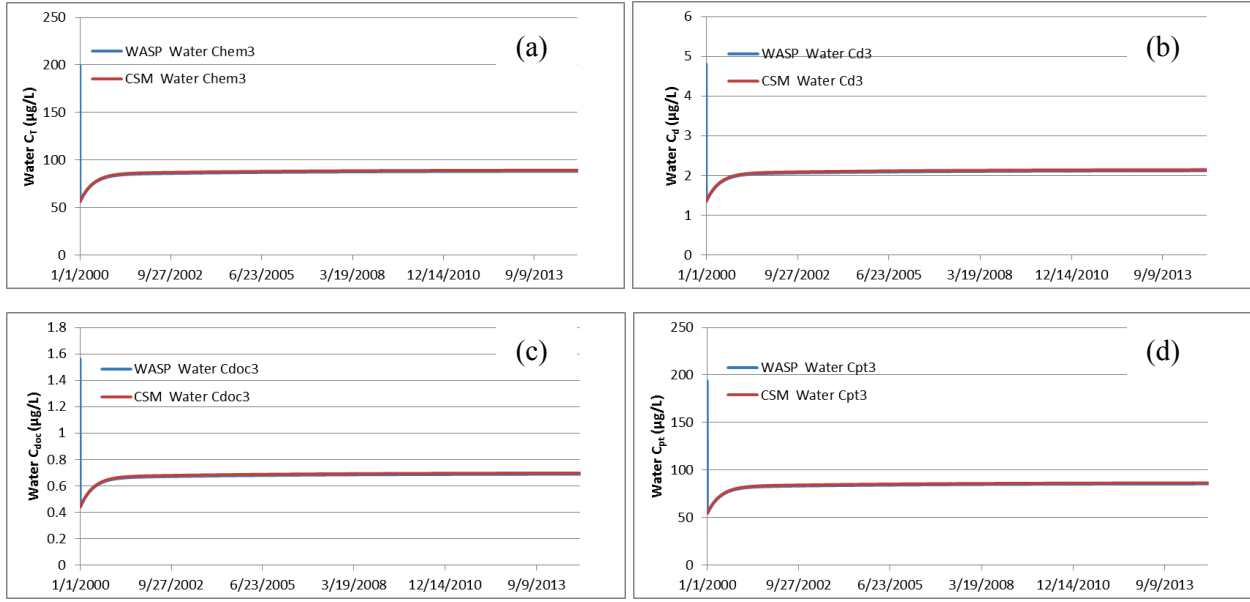 (a)
Water C_T (µg/L)
250
200
150
100
50
0
WASP Water Chem3
CSM Water Chem3
1/1/2000 9/27/2002 6/23/2005 3/19/2008 12/14/2010 9/9/2013
(b)
Water C_d (µg/L)
6
5
4
3
2
1
0
WASP Water Cd3
CSM Water Cd3
1/1/2000 9/27/2002 6/23/2005 3/19/2008 12/14/2010 9/9/2013
(c)
Water C_doc (µg/L)
1.8
1.6
1.4
1.2
1
0.8
0.6
0.4
0.2
0
WASP Water Cdoc3
CSM Water Cdoc3
1/1/2000 9/27/2002 6/23/2005 3/19/2008 12/14/2010 9/9/2013
(d)
Water C_pt (µg/L)
250
200
150
100
50
0
WASP Water Cpt3
CSM Water Cpt3
1/1/2000 9/27/2002 6/23/2005 3/19/2008 12/14/2010 9/9/2013